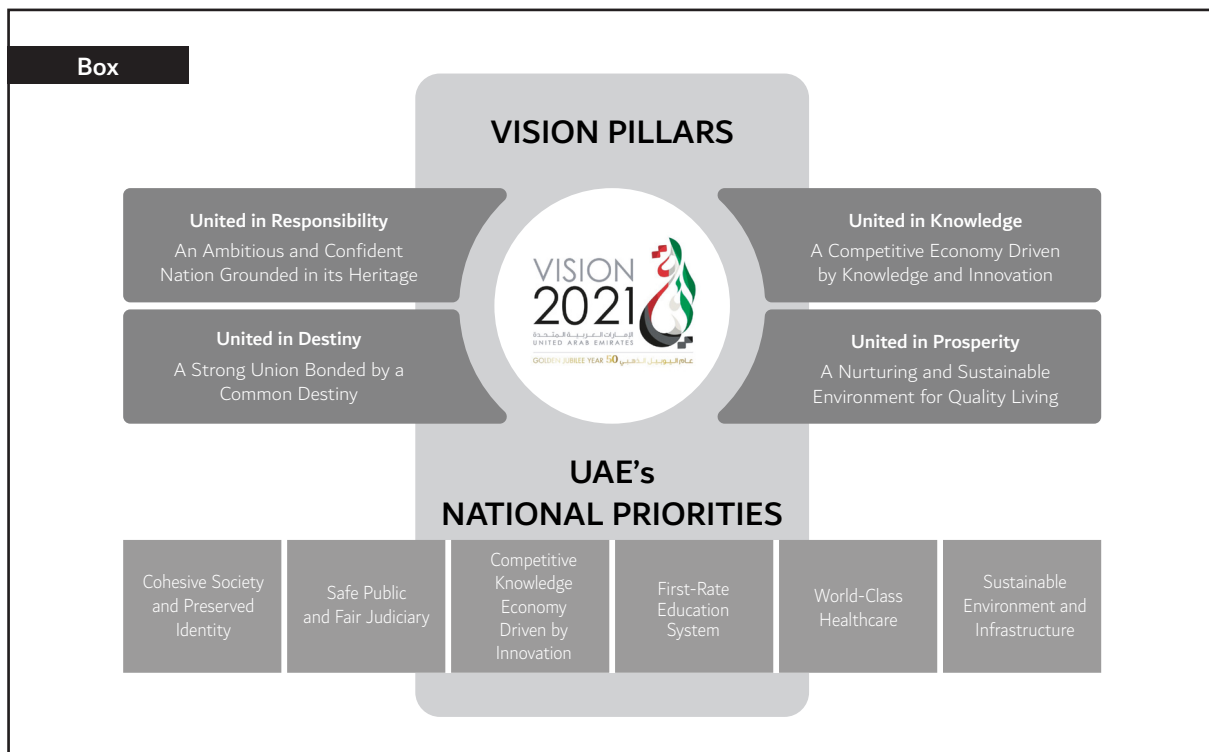 Box
VISION PILLARS
United in Responsibility
An Ambitious and Confident
Nation Grounded in its Heritage
United in Knowledge
A Competitive Economy Driven
by Knowledge and Innovation
VISION
2021
الإمارات العربية المتحدة
UNITED ARAB EMIRATES
GOLDEN JUBILEE YEAR 50 عام اليوبيل الذهبي
United in Destiny
A Strong Union Bonded by a
Common Destiny
United in Prosperity
A Nurturing and Sustainable
Environment for Quality Living
UAE's
NATIONAL PRIORITIES
Cohesive Society
and Preserved
Identity
Safe Public
and Fair Judiciary
Competitive
Knowledge
Economy
Driven by
Innovation
First-Rate
Education
System
World-Class
Healthcare
Sustainable
Environment and
Infrastructure